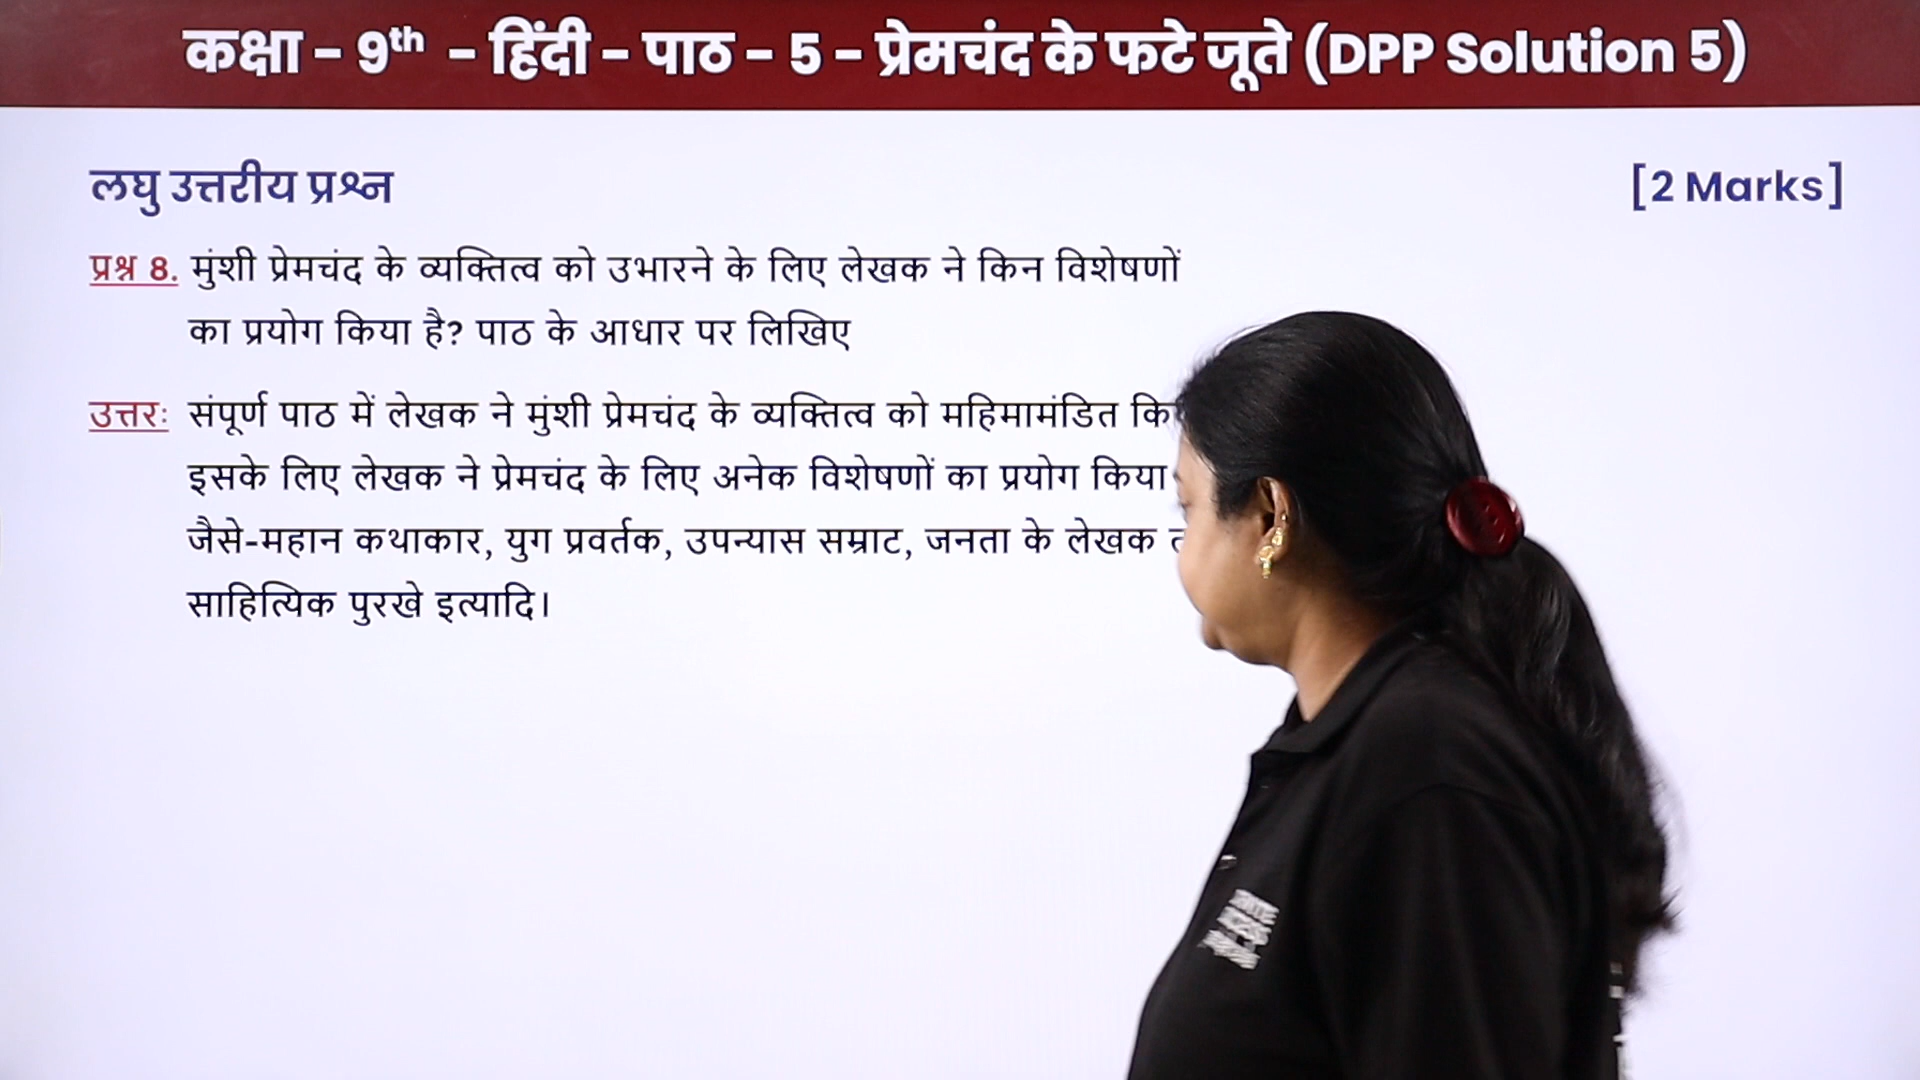 कक्षा – 9th – हिंदी – पाठ – 5 – प्रेमचंद के फटे जूते (DPP Solution 5)
लघु उत्तरीय प्रश्न [2 Marks]
प्रश्न 8. मुंशी प्रेमचंद के व्यक्तित्व को उभारने के लिए लेखक ने किन विशेषणों
का प्रयोग किया है? पाठ के आधार पर लिखिए
उत्तरः संपूर्ण पाठ में लेखक ने मुंशी प्रेमचंद के व्यक्तित्व को महिमामंडित
इसके लिए लेखक ने प्रेमचंद के लिए अनेक विशेषणों का प्रयोग किया
जैसे-महान कथाकार, युग प्रवर्तक, उपन्यास सम्राट, जनता के लेखक
साहित्यिक पुरखे इत्यादि।